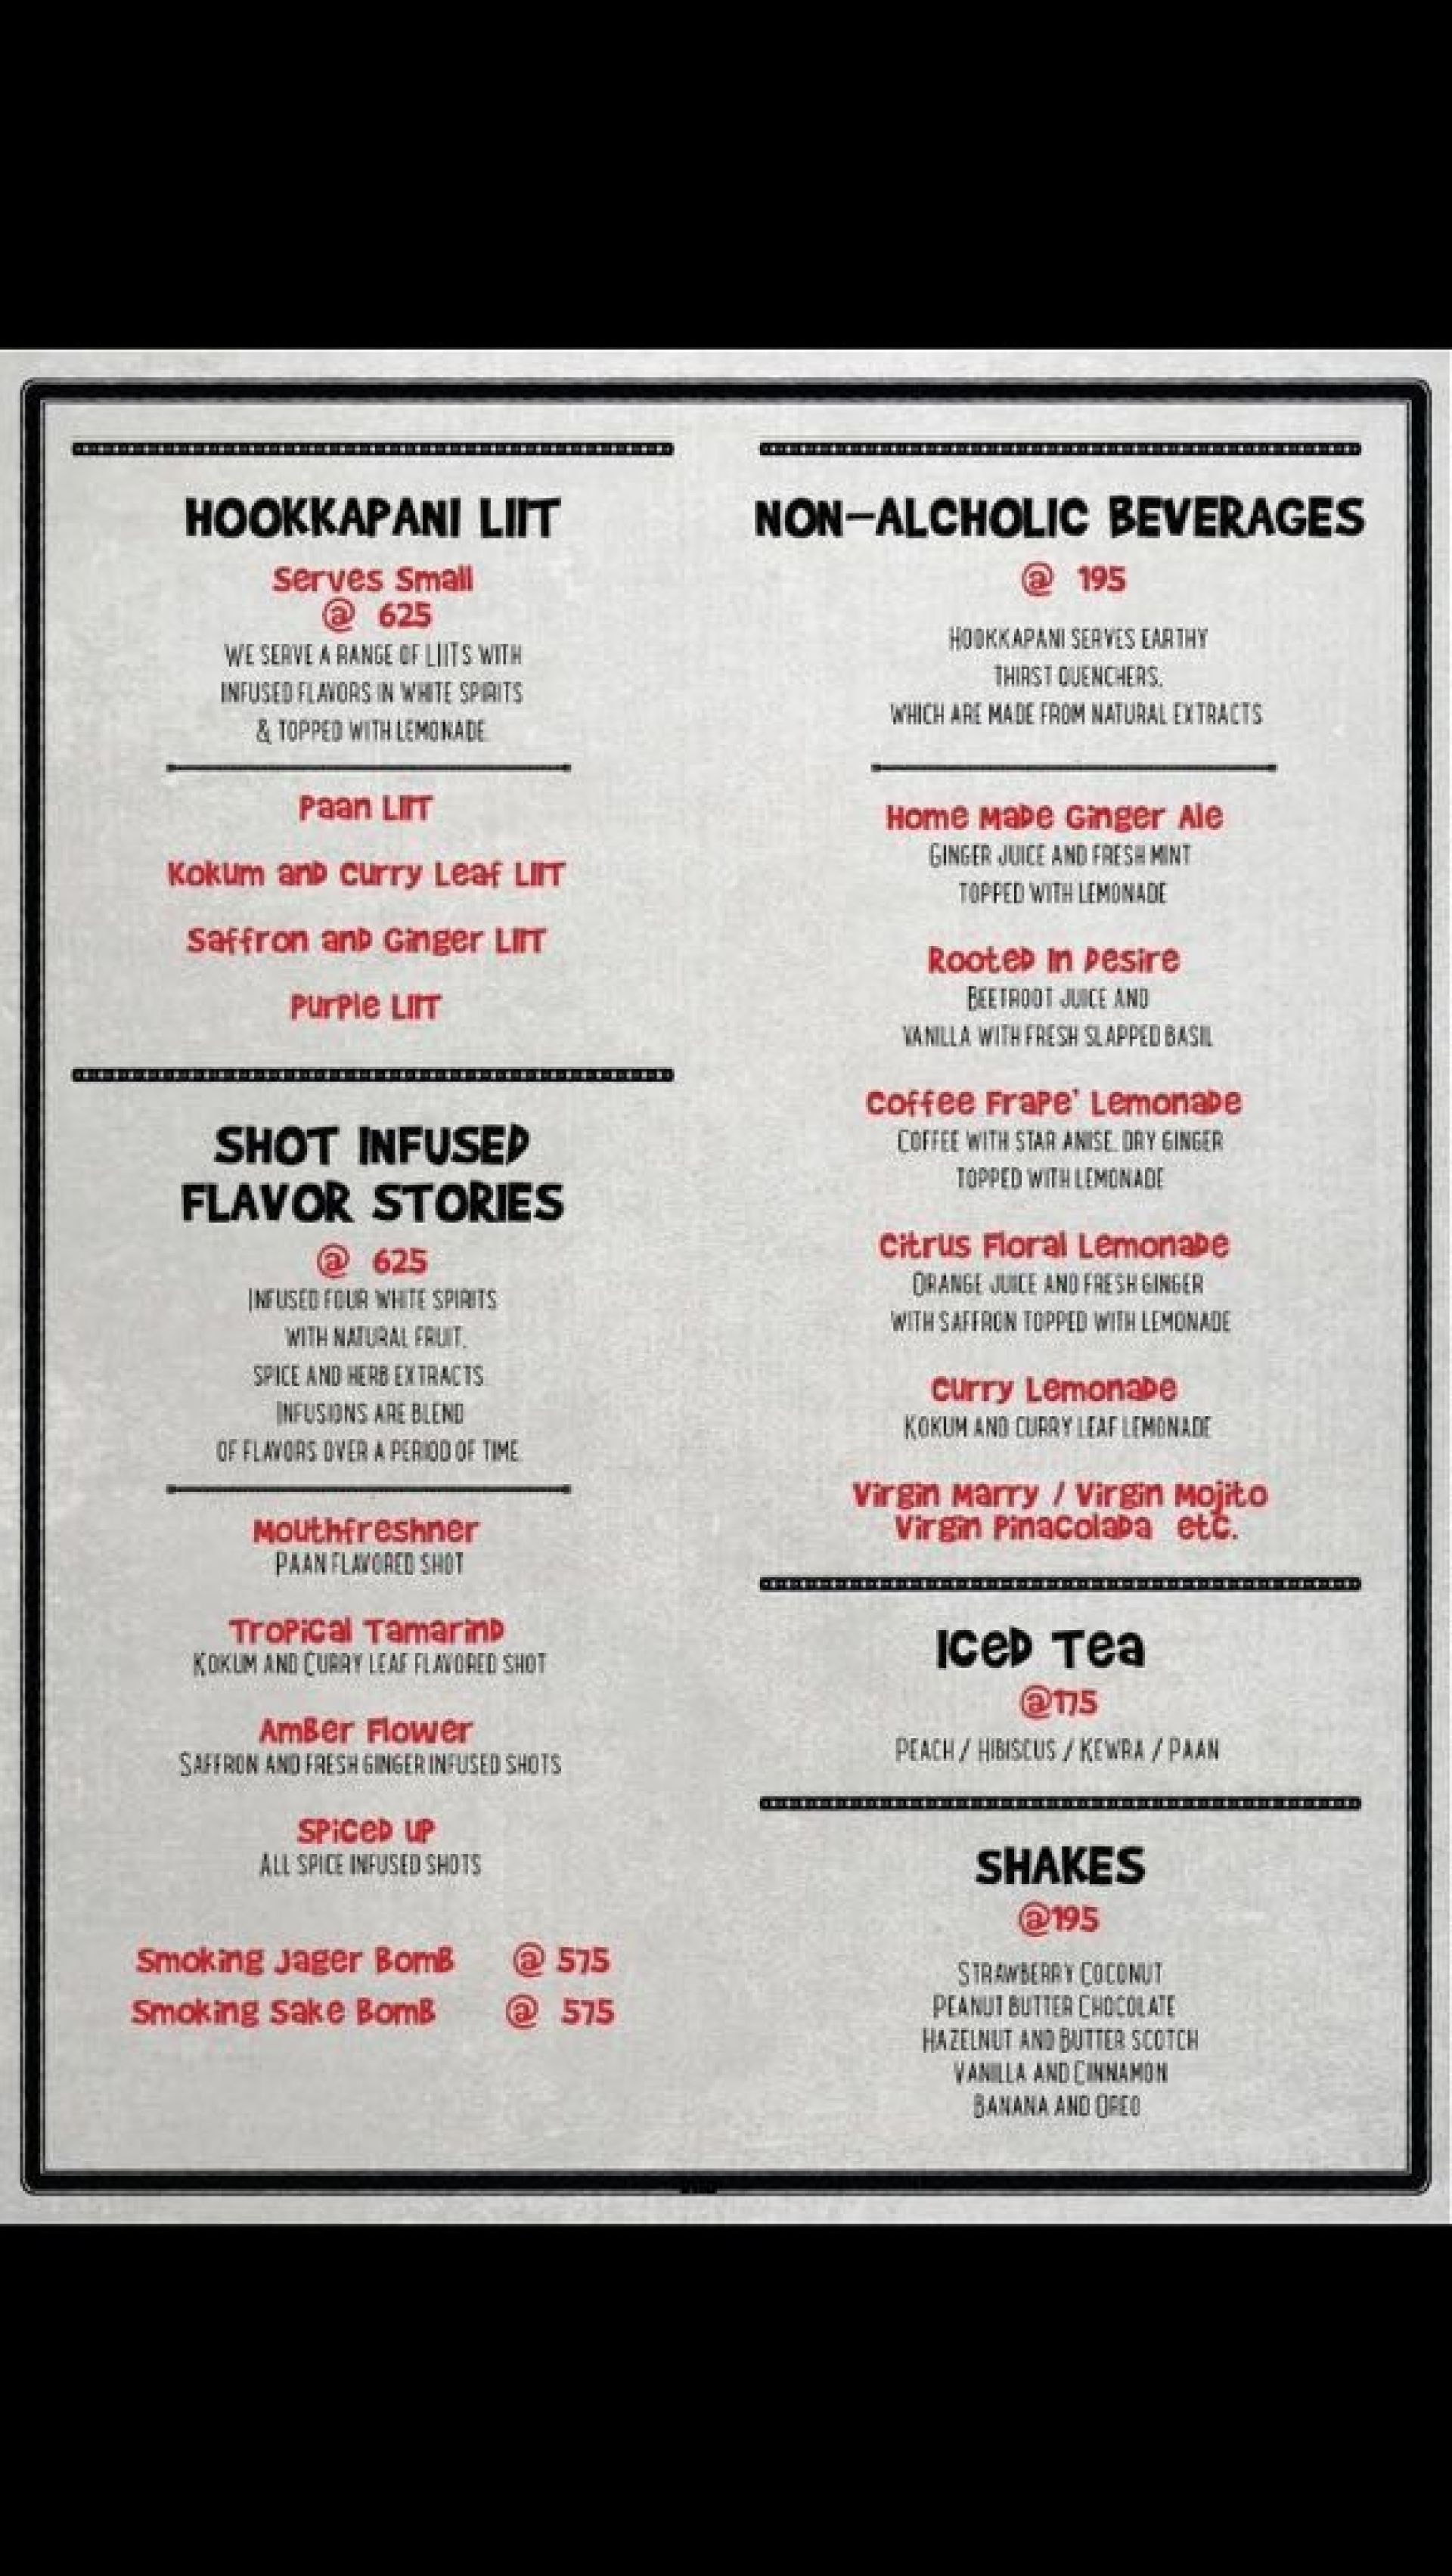 HOOKKAPANI LIIT
Serves Small
@ 625
WE SERVE A RANGE OF LIITS WITH
INFUSED FLAVORS IN WHITE SPIRITS
& TOPPED WITH LEMONADE.
Paan LIIT
Kokum and Curry Leaf LIIT
Saffron and Ginger LIIT
Purple LIIT
SHOT INFUSED
FLAVOR STORIES
@ 625
INFUSED FOUR WHITE SPIRITS
WITH NATURAL FRUIT,
SPICE AND HERB EXTRACTS.
INFUSIONS ARE BLEND
OF FLAVORS OVER A PERIOD OF TIME.
Mouthfreshner
PAAN FLAVORED SHOT
Tropical Tamarind
KOKUM AND CURRY LEAF FLAVORED SHOT
Amber Flower
SAFFRON AND FRESH GINGER INFUSED SHOTS
Spiced Up
ALL SPICE INFUSED SHOTS
Smoking Jager Bomb @ 575
Smoking Sake Bomb @ 575
NON-ALCHOLIC BEVERAGES
@ 195
HOOKKAPANI SERVES EARTHY
THIRST QUENCHERS,
WHICH ARE MADE FROM NATURAL EXTRACTS
Home Made Ginger Ale
GINGER JUICE AND FRESH MINT
TOPPED WITH LEMONADE
Rooted In Desire
BEETROOT JUICE AND
VANILLA WITH FRESH SLAPPED BASIL
Coffee Frape' Lemonade
COFFEE WITH STAR ANISE, DRY GINGER
TOPPED WITH LEMONADE
Citrus Floral Lemonade
ORANGE JUICE AND FRESH GINGER
WITH SAFFRON TOPPED WITH LEMONADE
Curry Lemonade
KOKUM AND CURRY LEAF LEMONADE
Virgin Marry / Virgin Mojito
Virgin Pinacolada etc.
Iced Tea
@175
PEACH / HIBISCUS / KEWRA / PAAN
SHAKES
@195
STRAWBERRY COCONUT
PEANUT BUTTER CHOCOLATE
HAZELNUT AND BUTTER SCOTCH
VANILLA AND CINNAMON
BANANA AND OREO